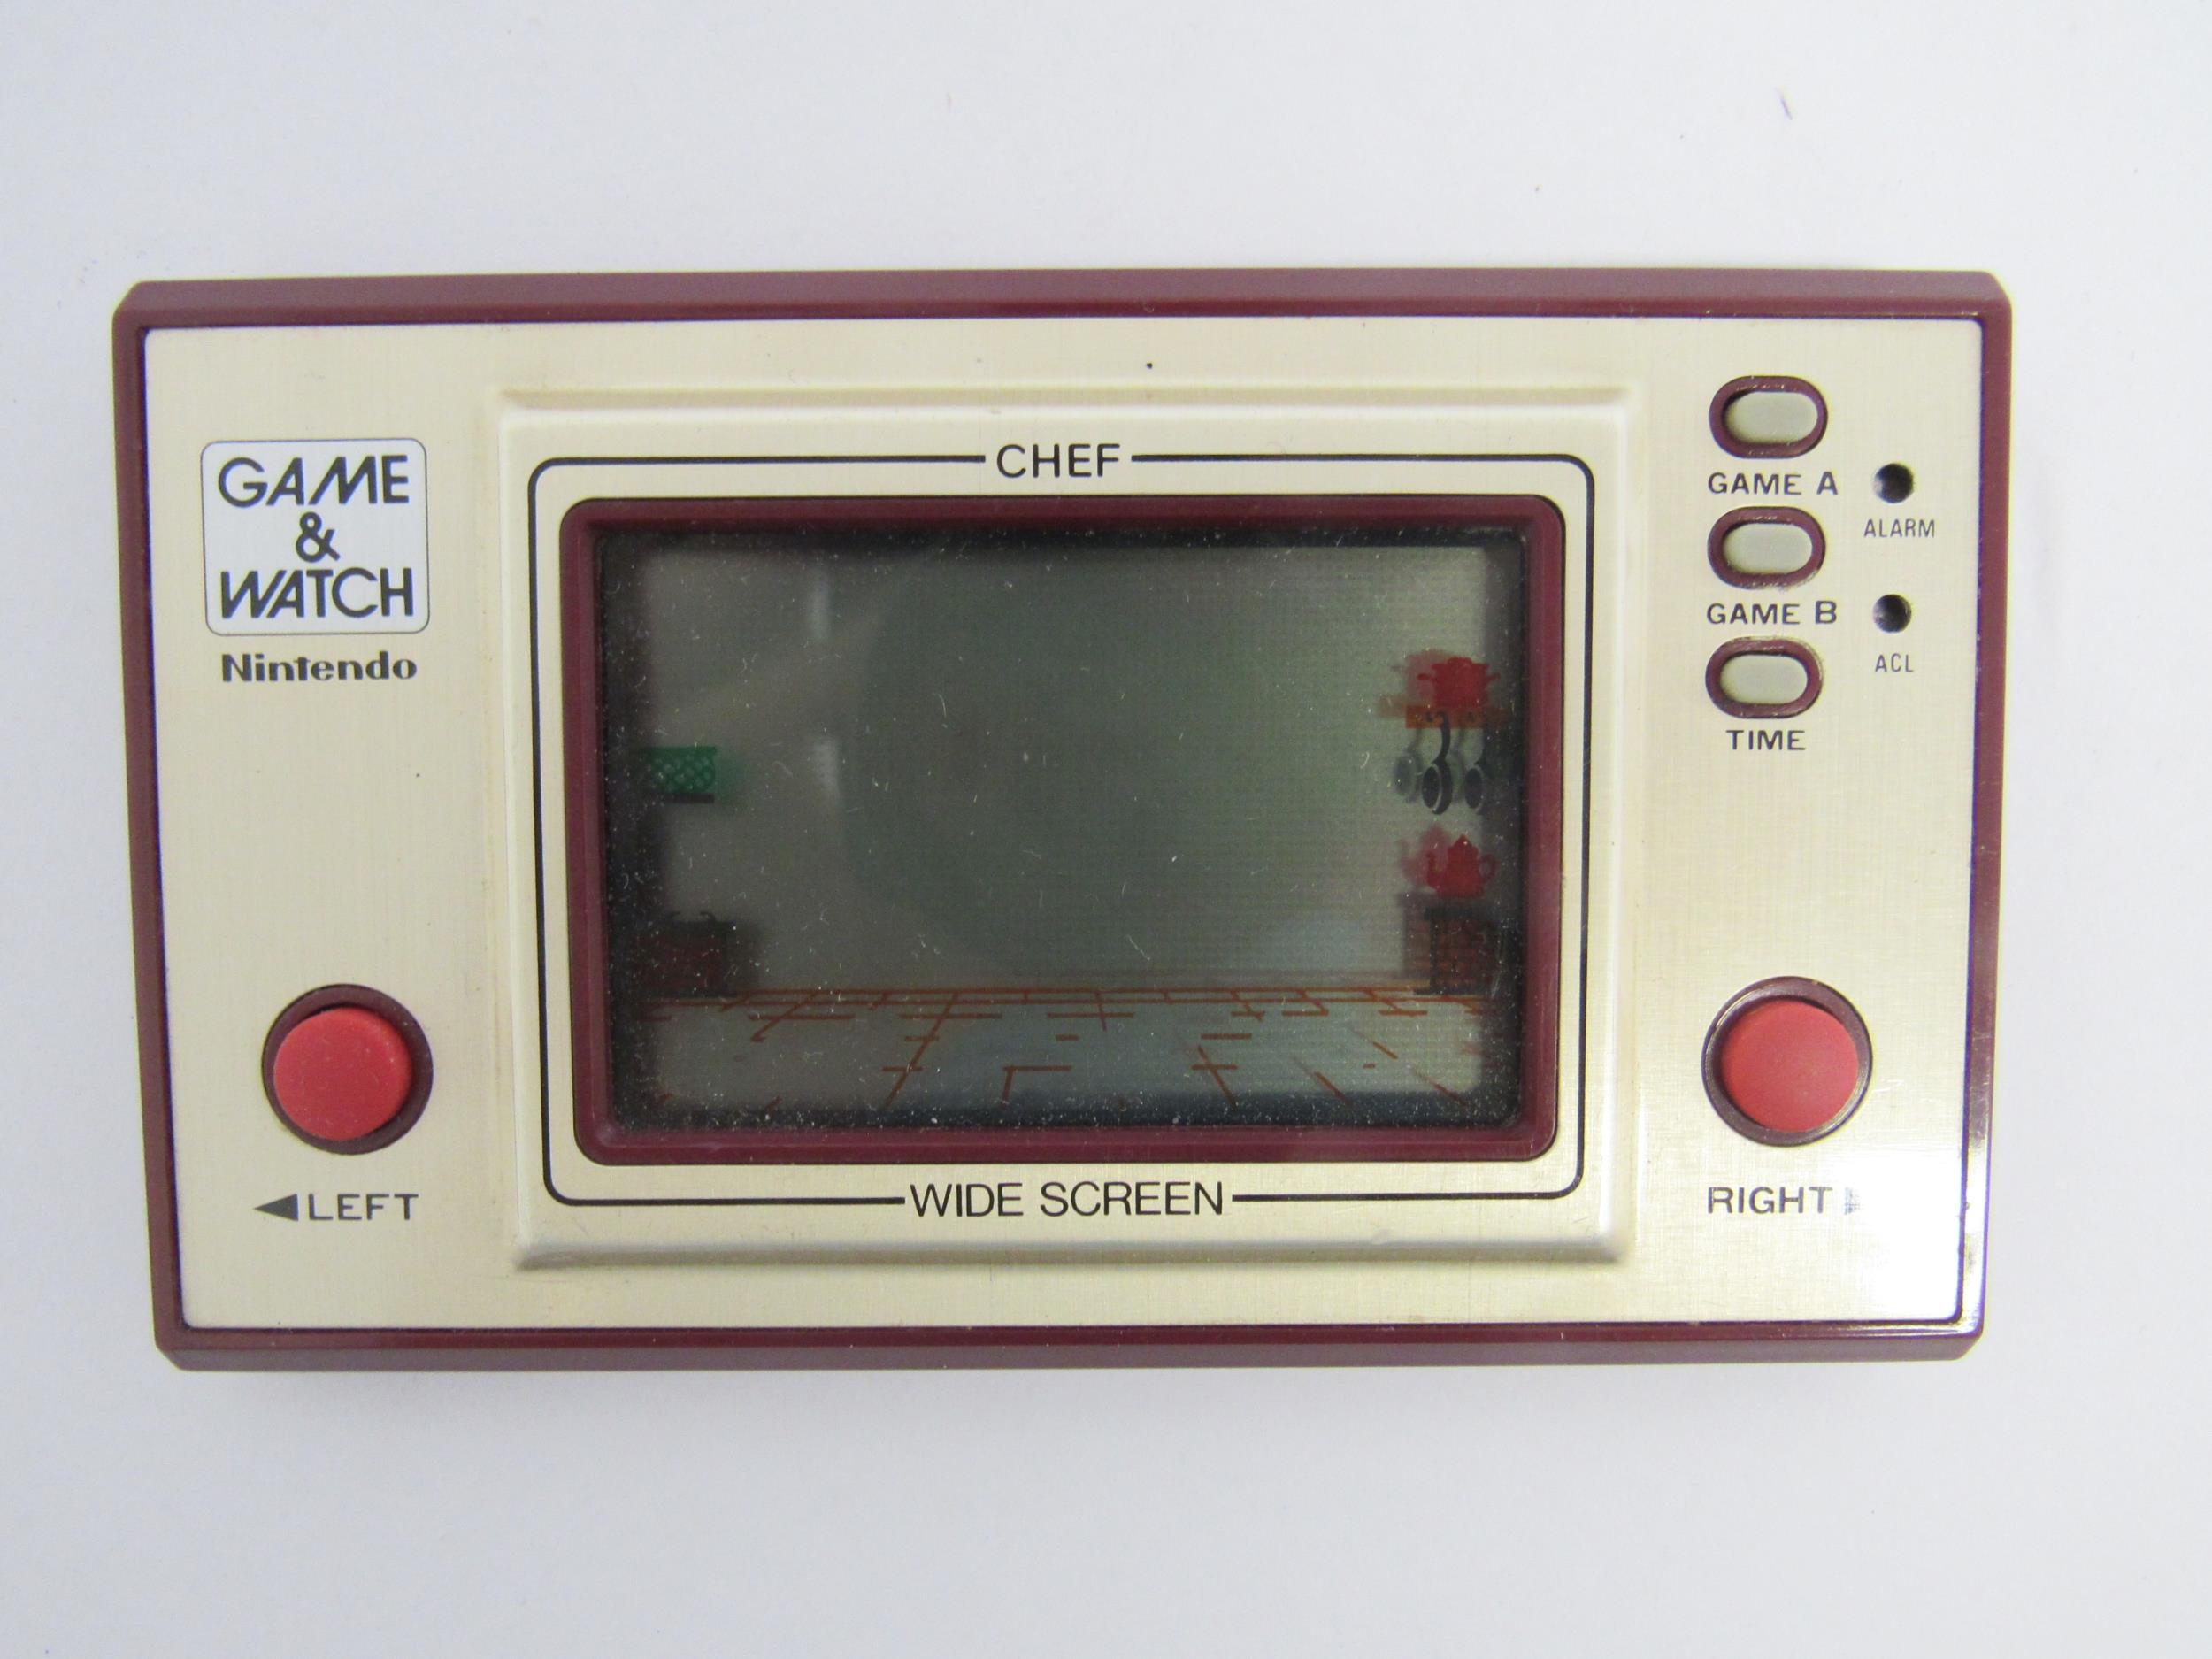 GAME
&
WATCH
Nintendo
CHEF
GAME A
ALARM
GAME B
ACL
TIME
LEFT
WIDE SCREEN
RIGHT